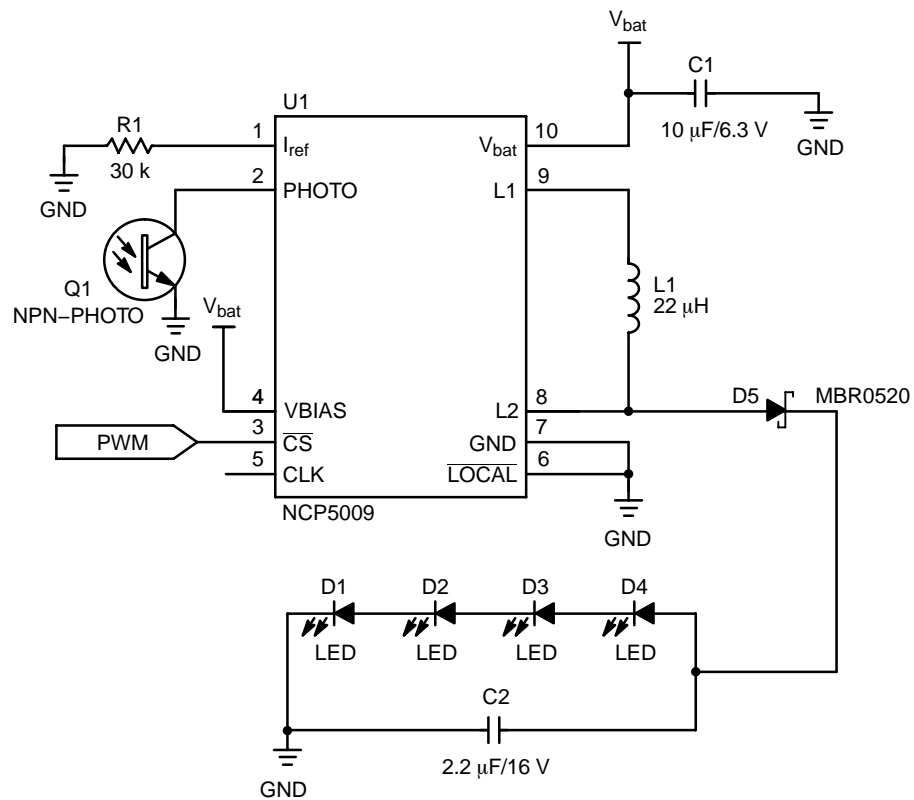 Vbat
C1
10 μF/6.3 V
GND
U1
R1
30 k
GND
1
Iref
Vbat
10
2
PHOTO
L1
9
Q1
NPN−PHOTO
GND
L1
22 μH
Vbat
4
VBIAS
L2
8
D5
MBR0520
PWM
3
CS
GND
7
5
CLK
LOCAL
6
NCP5009
GND
D1
D2
D3
D4
LED
LED
LED
LED
C2
2.2 μF/16 V
GND